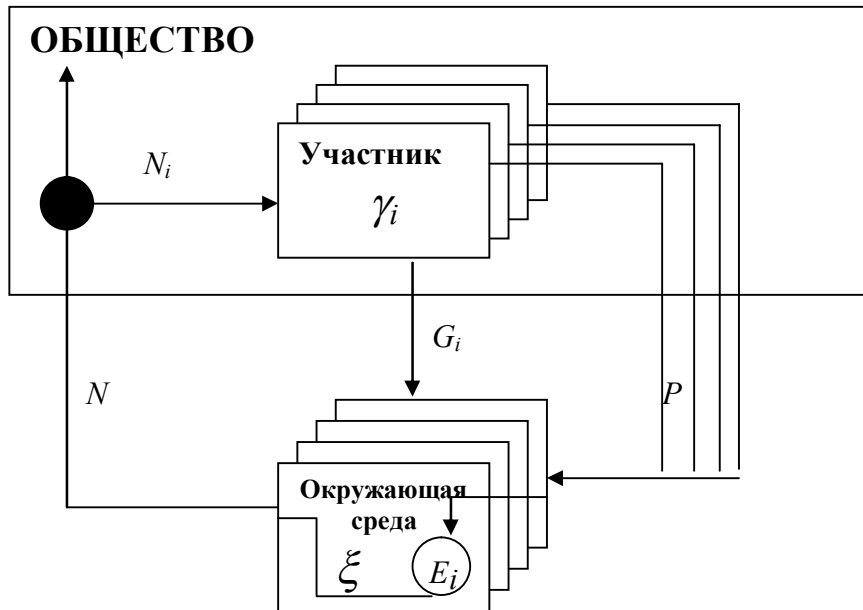 ОБЩЕСТВО
Участник
Nᵢ
γᵢ
Gᵢ
N
P
Окружающая
среда
ξ
Eᵢ